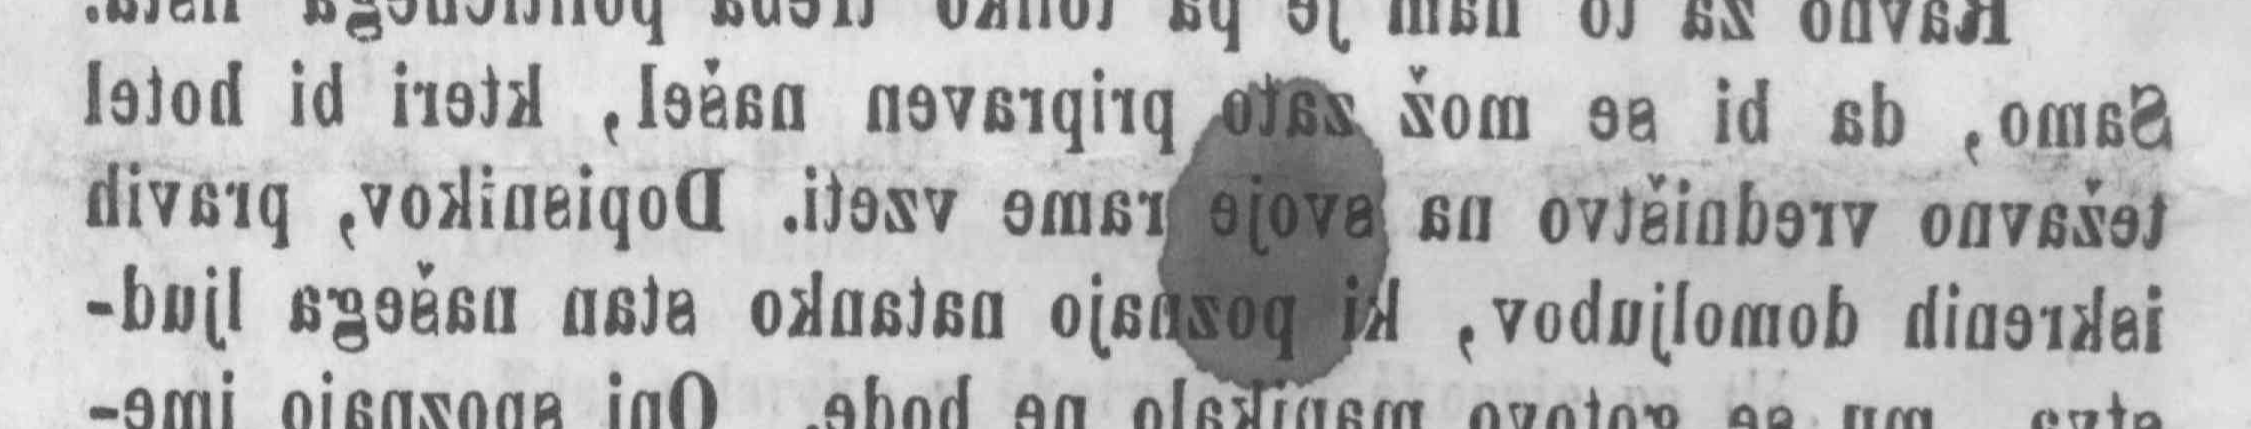 Ravno za to nam je pa toliko treba političnega lista.
Samo, da bi se mož zato pripraven našel, kteri bi hotel
težavno vredništvo na svoje rame vzeti. Dopisnikov, pravih
iskrenih domoljubov, ki poznajo natanko stan našega ljud-
stva mu se gotovo manjkalo ne bode. Oni spoznajo ime-